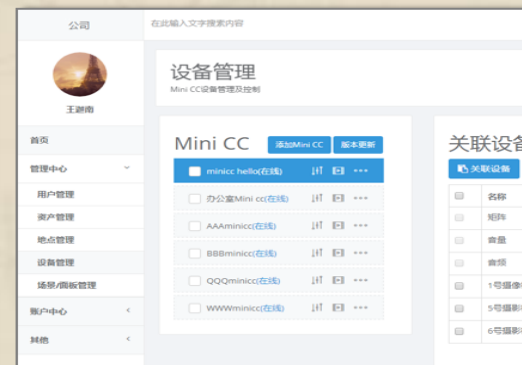 公司
在此输入文字搜索内容
王迦南
设备管理
Mini CC设备管理及控制
首页
管理中心
用户管理
资产管理
地点管理
设备管理
场景/面板管理
账户中心
其他
Mini CC
添加Mini CC
版本更新
minicc hello(在线)
办公室Mini cc(在线)
AAAminicc(在线)
BBBminicc(在线)
QQQminicc(在线)
WWWminicc(在线)
关联设
关联设备
名称
矩阵
音量
音频
1号摄像
5号摄影
6号摄影